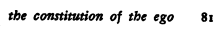 the constitution of the ego 81